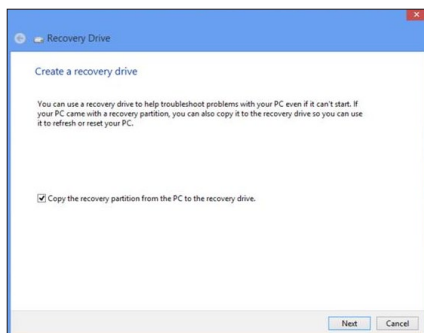 Recovery Drive
Create a recovery drive
You can use a recovery drive to help troubleshoot problems with your PC even if it can't start. If
your PC came with a recovery partition, you can also copy it to the recovery drive so you can use
it to refresh or reset your PC.
Copy the recovery partition from the PC to the recovery drive.
Next Cancel